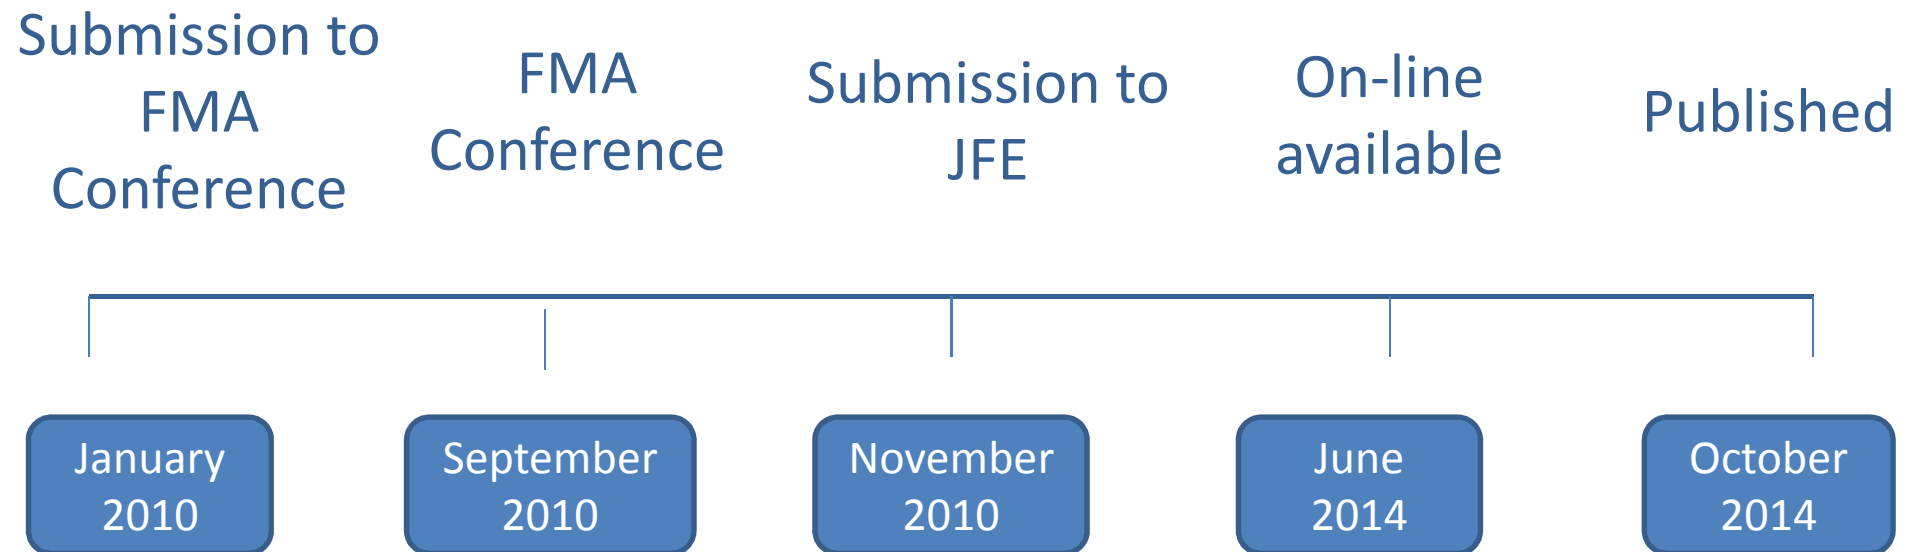 Submission to
FMA
Conference
FMA
Conference
Submission to
JFE
On-line
available
Published
January
2010
September
2010
November
2010
June
2014
October
2014